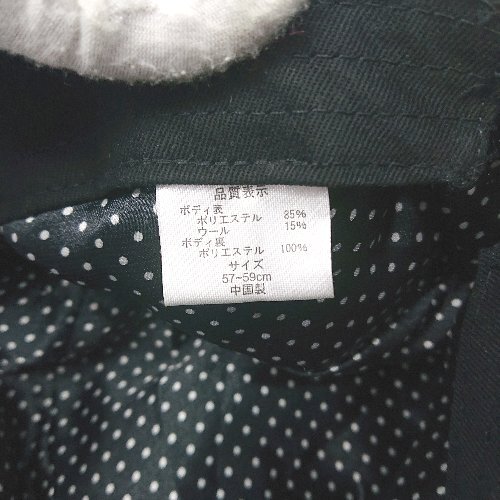 品質表示
ボディ表
ポリエステル 85%
ウール 15%
ボディ裏
ポリエステル 100%
サイズ
57~59cm
中国製